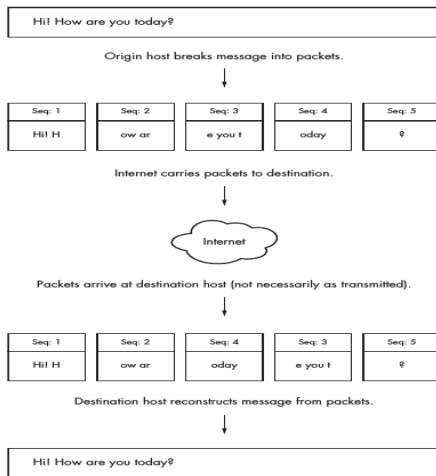 Hi! How are you today?
Origin host breaks message into packets.
Seq: 1 Seq: 2 Seq: 3 Seq: 4 Seq: 5
Hi! H ow ar e you t oday ?
Internet carries packets to destination.
Internet
Packets arrive at destination host (not necessarily as transmitted).
Seq: 1 Seq: 2 Seq: 4 Seq: 3 Seq: 5
Hi! H ow ar oday e you t ?
Destination host reconstructs message from packets.
Hi! How are you today?